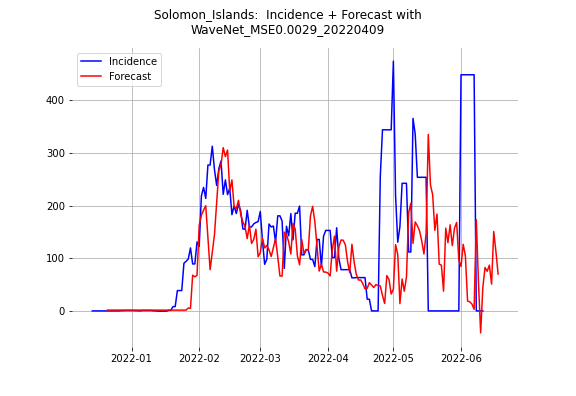 Solomon_Islands:  Incidence + Forecast with
WaveNet_MSE0.0029_20220409
Incidence
Forecast
400
300
200
100
0
2022-01
2022-02
2022-03
2022-04
2022-05
2022-06